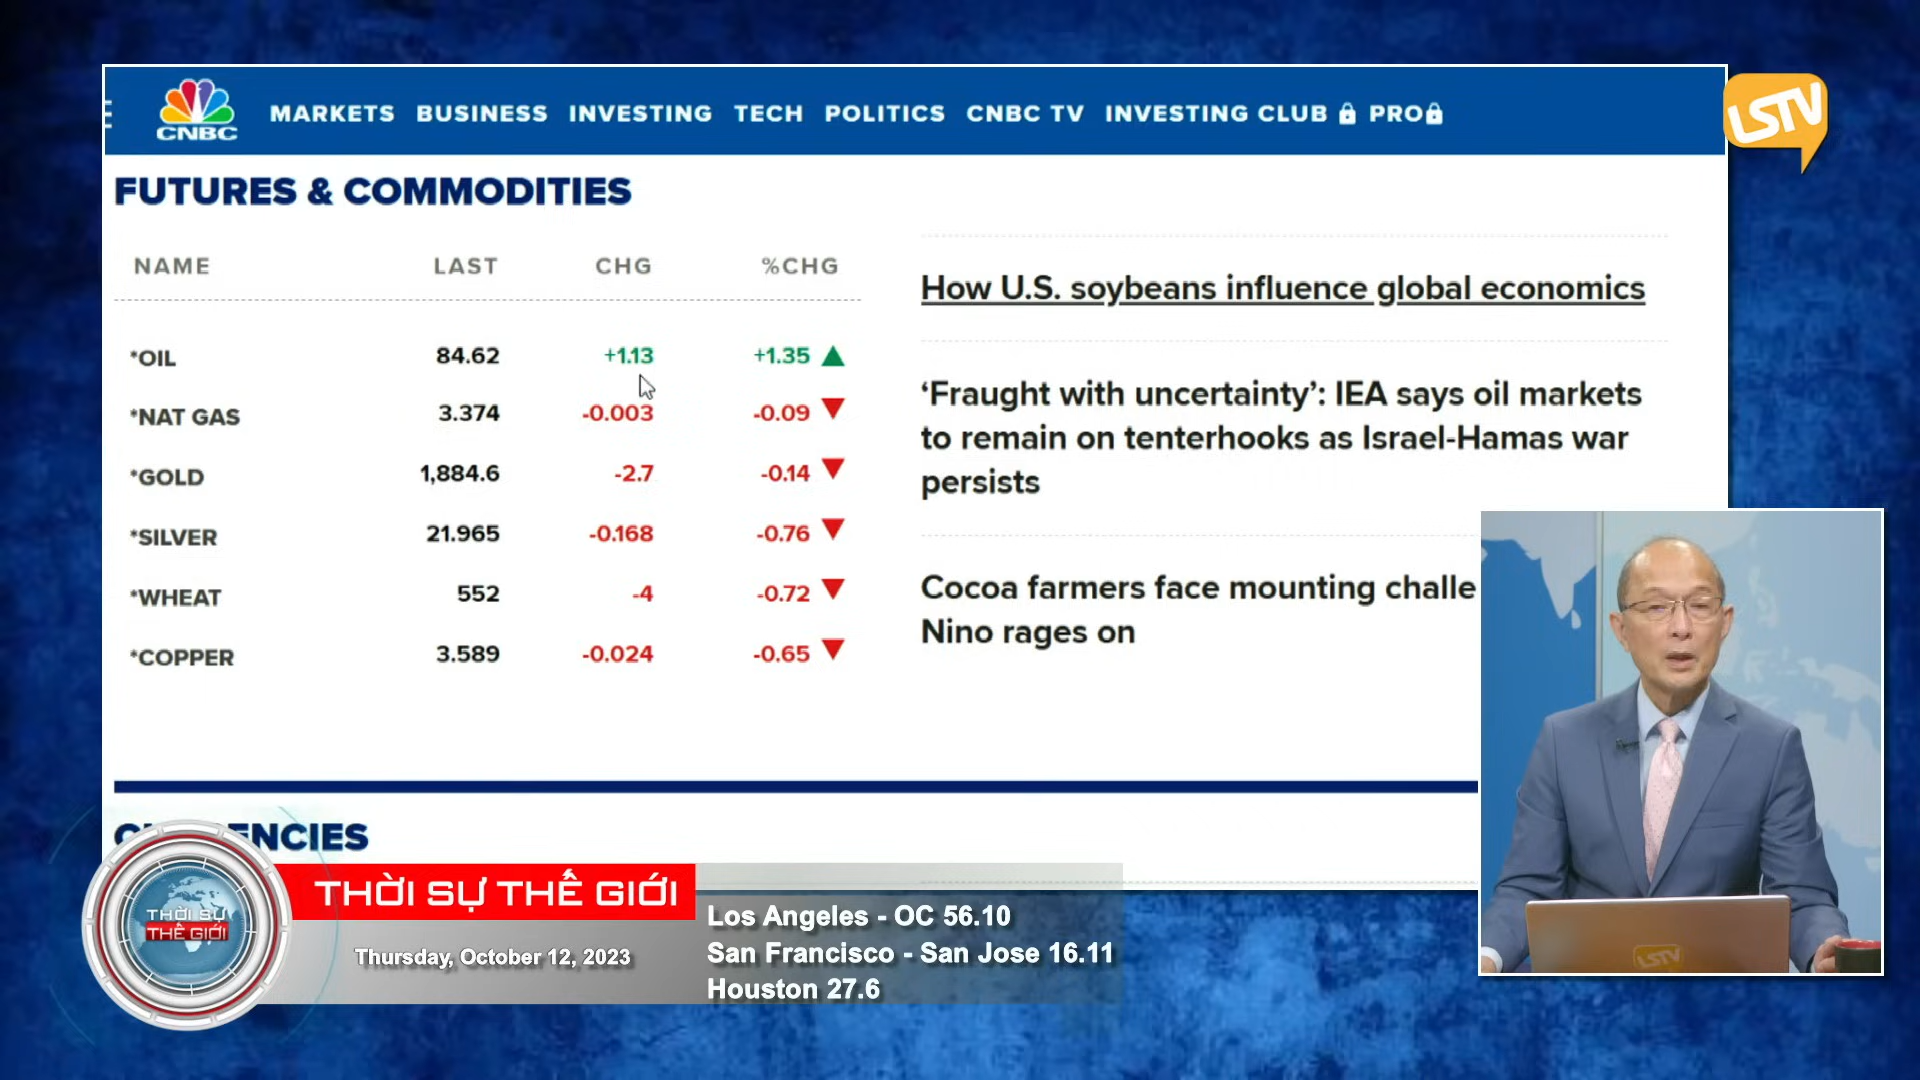 CNBC
MARKETS BUSINESS INVESTING TECH POLITICS CNBC TV INVESTING CLUB PRO
LSTV
FUTURES & COMMODITIES
NAME LAST CHG %CHG
*OIL 84.62 +1.13 +1.35
*NAT GAS 3.374 -0.003 -0.09
*GOLD 1,884.6 -2.7 -0.14
*SILVER 21.965 -0.168 -0.76
*WHEAT 552 -4 -0.72
*COPPER 3.589 -0.024 -0.65
How U.S. soybeans influence global economics
‘Fraught with uncertainty’: IEA says oil markets
to remain on tenterhooks as Israel-Hamas war
persists
Cocoa farmers face mounting challe
Nino rages on
THỜI SỰ
THẾ GIỚI
THỜI SỰ THẾ GIỚI
Thursday, October 12, 2023
Los Angeles - OC 56.10
San Francisco - San Jose 16.11
Houston 27.6
LSTV